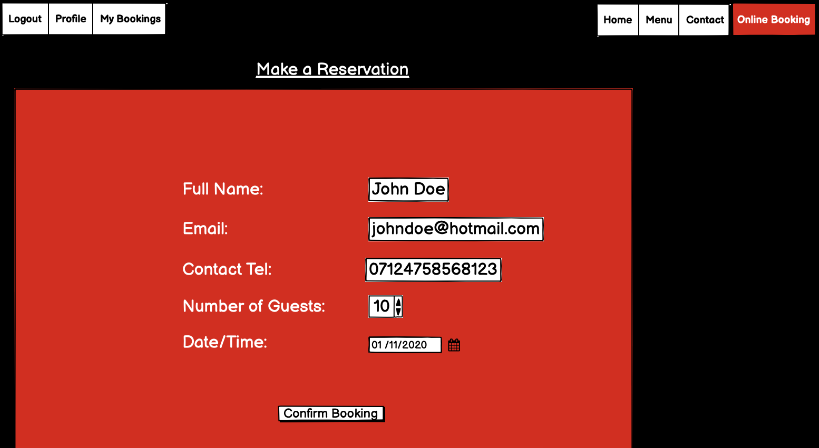 Logout Profile My Bookings Home Menu Contact Online Booking
Make a Reservation
Full Name: John Doe
Email: johndoe@hotmail.com
Contact Tel: 07124758568123
Number of Guests: 10
Date/Time: 01 /11/2020
Confirm Booking